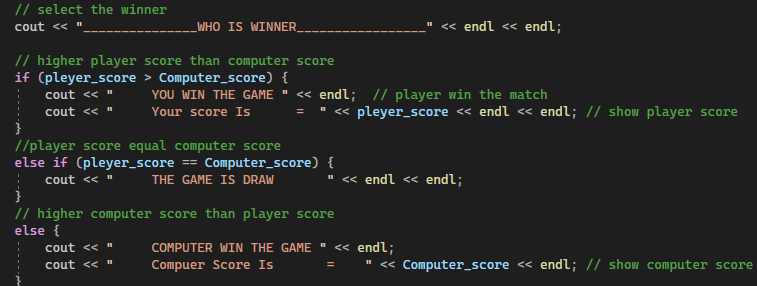 // select the winner
cout << "_______________WHO IS WINNER_________________" << endl << endl;
// higher player score than computer score
if (pleyer_score > Computer_score) {
    cout << "     YOU WIN THE GAME " << endl;  // player win the match
    cout << "     Your score Is      =  " << pleyer_score << endl << endl; // show player score
}
//player score equal computer score
else if (pleyer_score == Computer_score) {
    cout << "     THE GAME IS DRAW       " << endl << endl;
}
// higher computer score than player score
else {
    cout << "     COMPUTER WIN THE GAME " << endl;
    cout << "     Compuer Score Is       =    " << Computer_score << endl; // show computer score
}